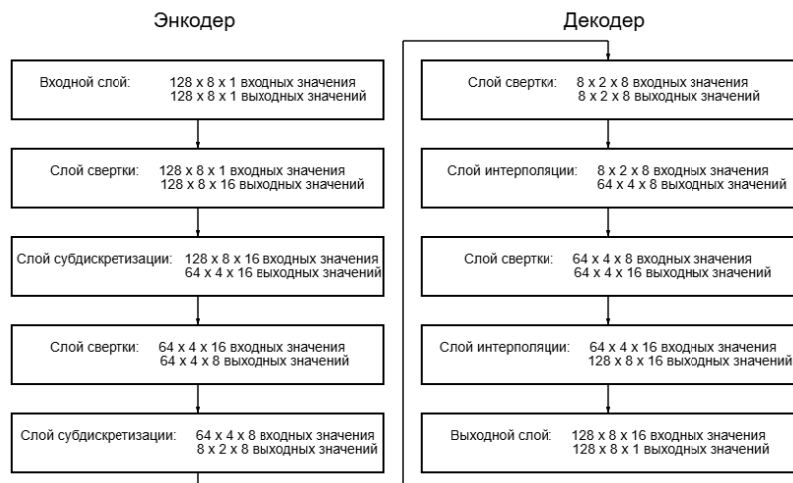 Энкодер
Входной слой: 128 x 8 x 1 входных значения
128 x 8 x 1 выходных значений
Слой свертки: 128 x 8 x 1 входных значения
128 x 8 x 16 выходных значений
Слой субдискретизации: 128 x 8 x 16 входных значения
64 x 4 x 16 выходных значений
Слой свертки: 64 x 4 x 16 входных значения
64 x 4 x 8 выходных значений
Слой субдискретизации: 64 x 4 x 8 входных значения
8 x 2 x 8 выходных значений
Декодер
Слой свертки: 8 x 2 x 8 входных значения
8 x 2 x 8 выходных значений
Слой интерполяции: 8 x 2 x 8 входных значения
64 x 4 x 8 выходных значений
Слой свертки: 64 x 4 x 8 входных значения
64 x 4 x 16 выходных значений
Слой интерполяции: 64 x 4 x 16 входных значения
128 x 8 x 16 выходных значений
Выходной слой: 128 x 8 x 16 входных значения
128 x 8 x 1 выходных значений